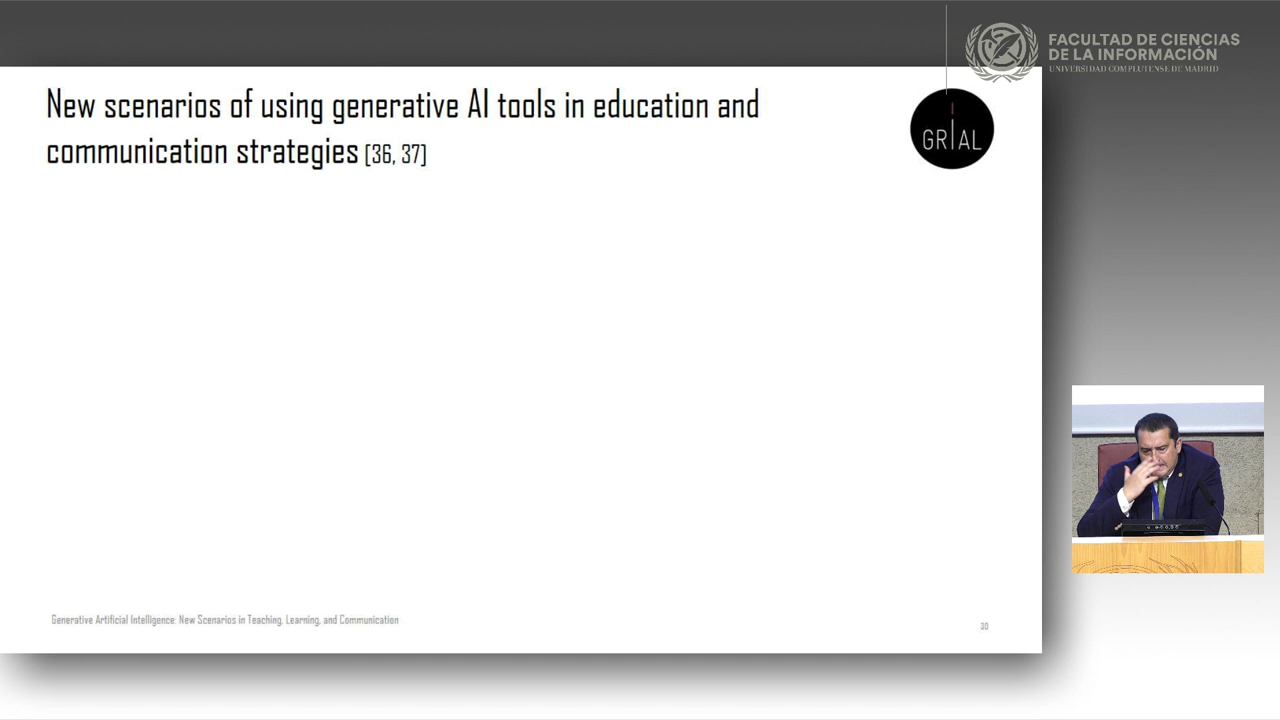 FACULTAD DE CIENCIAS
DE LA INFORMACIÓN
UNIVERSIDAD COMPLUTENSE DE MADRID
New scenarios of using generative AI tools in education and
communication strategies [36, 37]
GRIAL
Generative Artificial Intelligence: New Scenarios in Teaching, Learning, and Communication
30